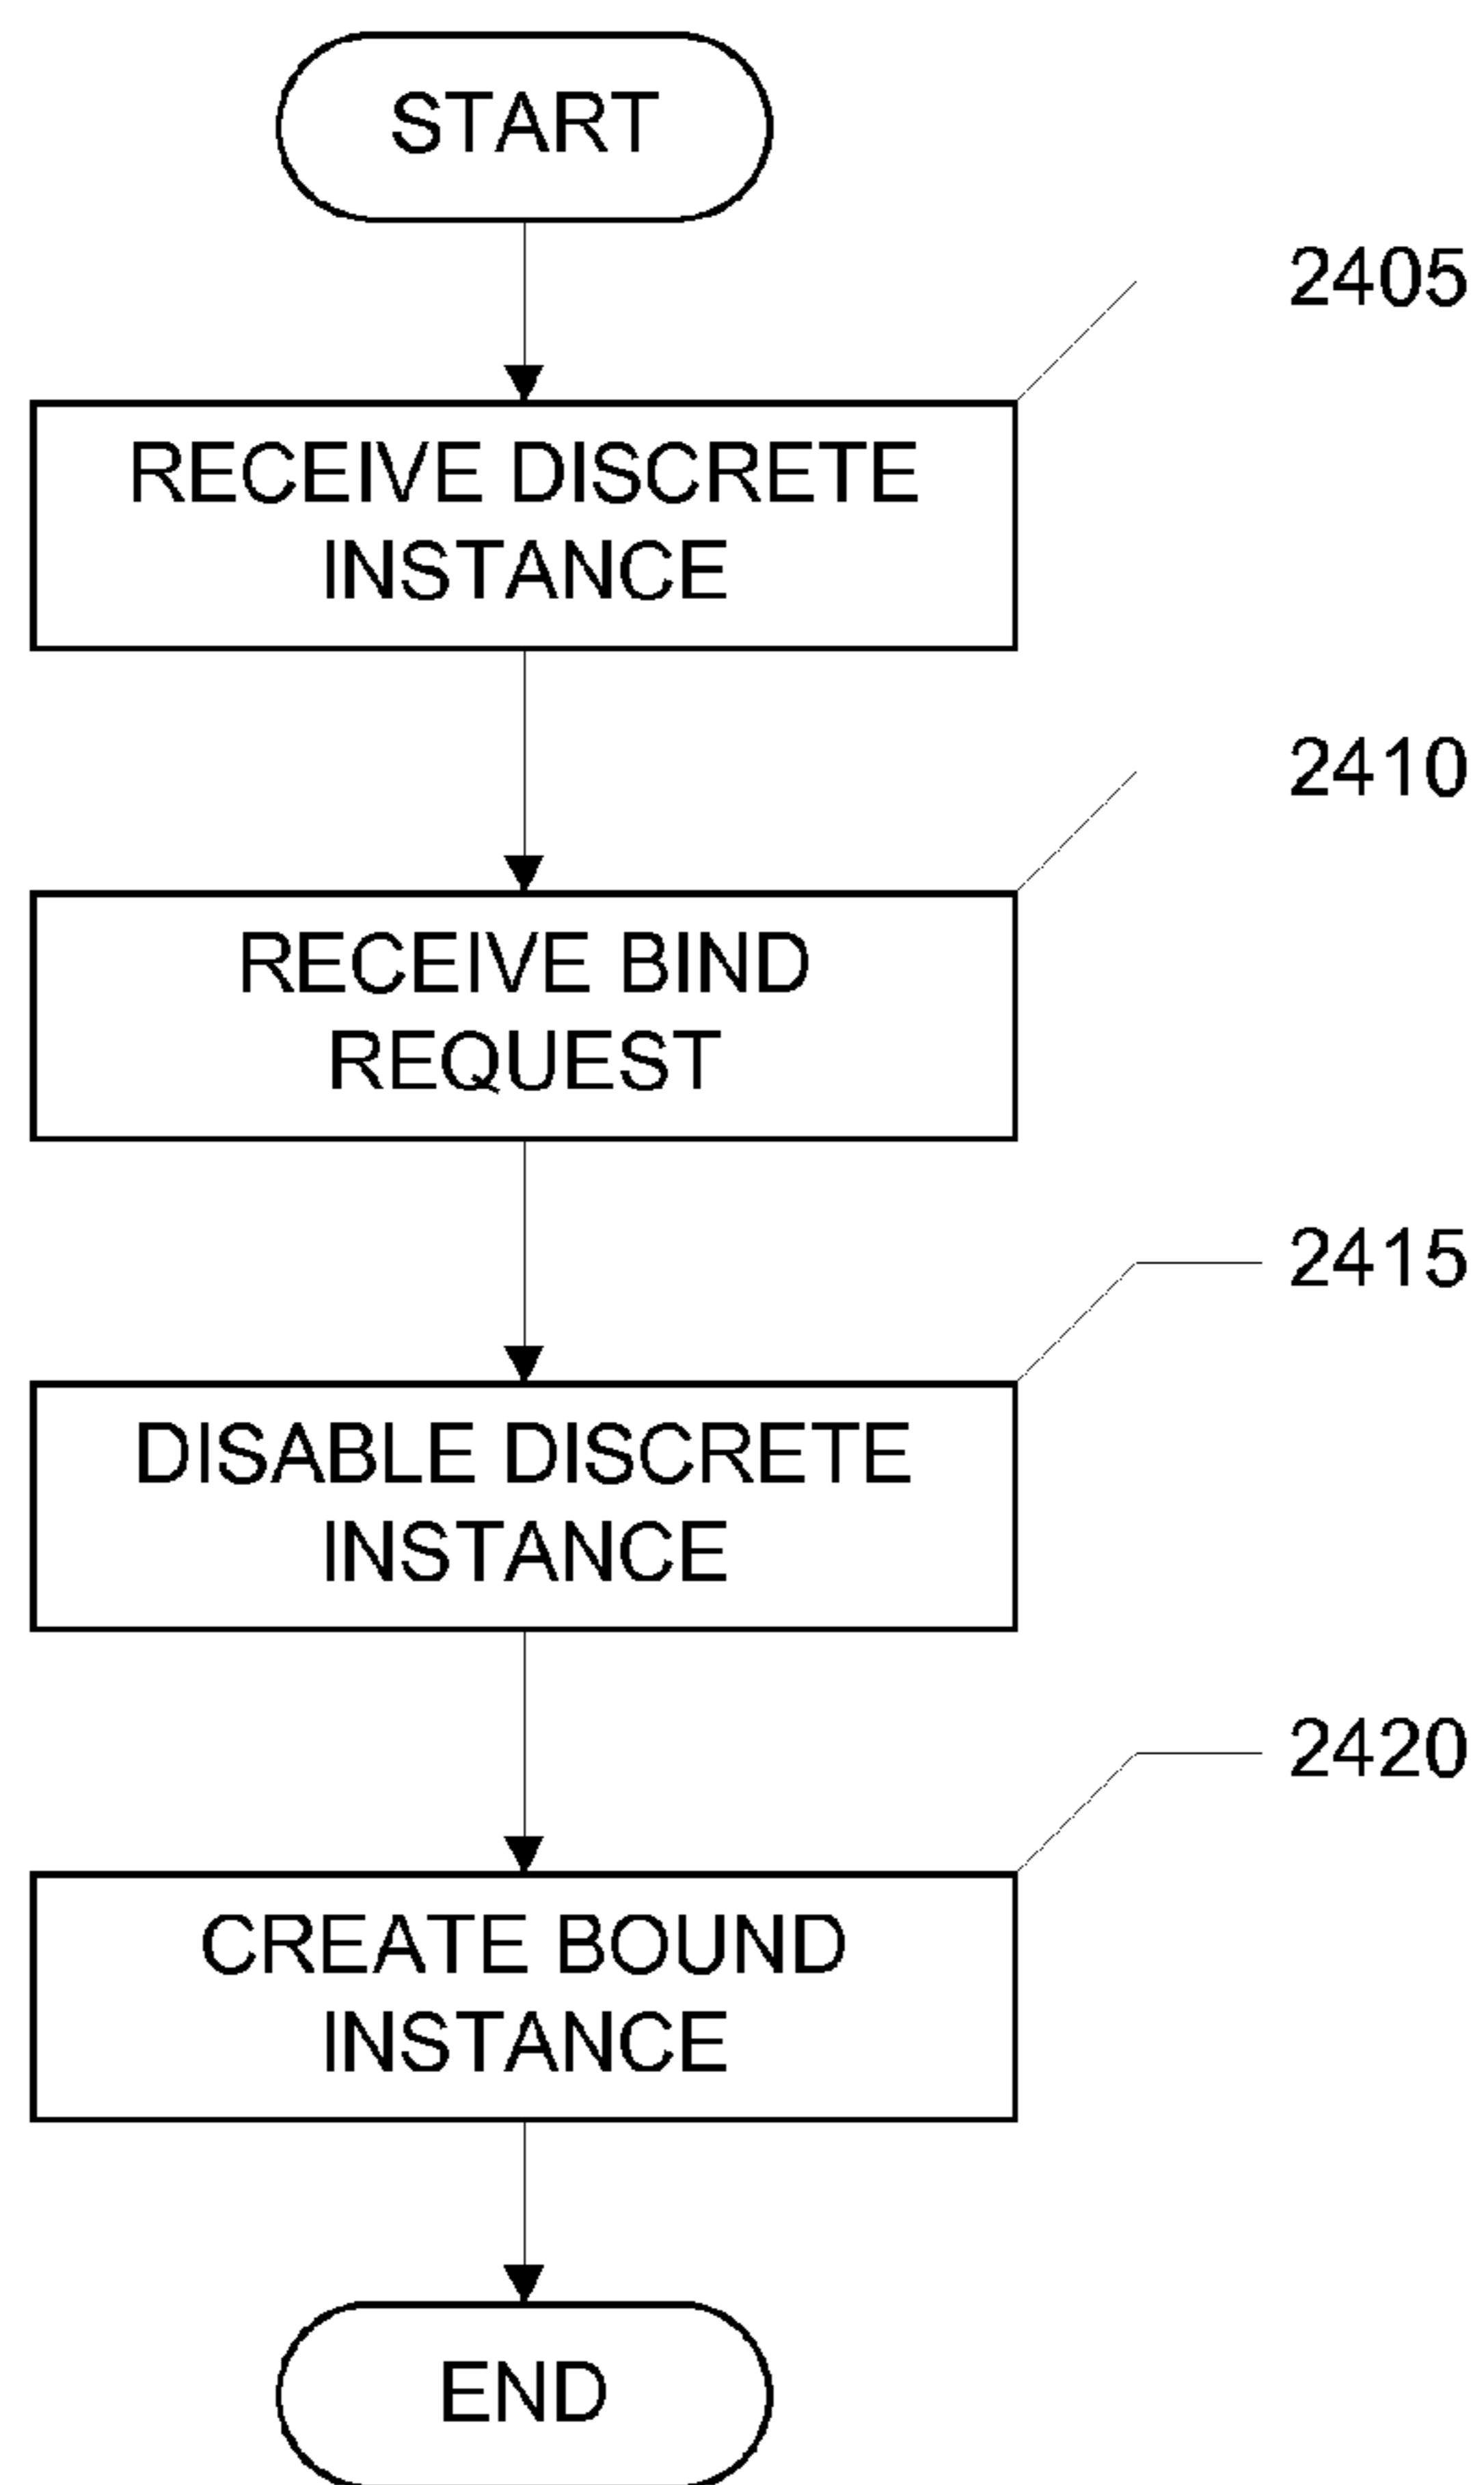 START
2405
RECEIVE DISCRETE
INSTANCE
2410
RECEIVE BIND
REQUEST
2415
DISABLE DISCRETE
INSTANCE
2420
CREATE BOUND
INSTANCE
END